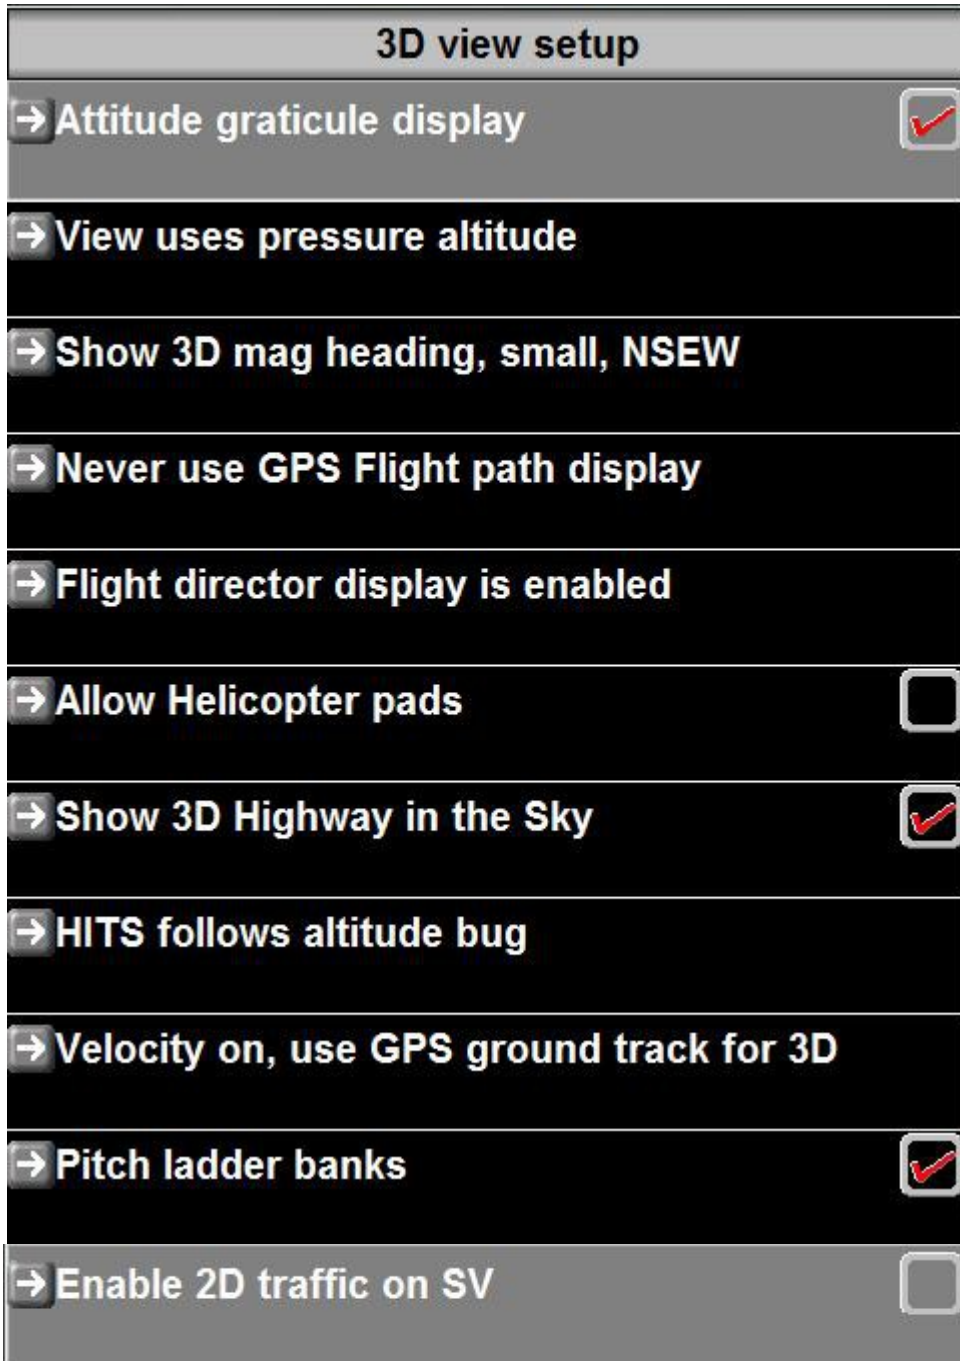 3D view setup
Attitude graticule display
View uses pressure altitude
Show 3D mag heading, small, NSEW
Never use GPS Flight path display
Flight director display is enabled
Allow Helicopter pads
Show 3D Highway in the Sky
HITS follows altitude bug
Velocity on, use GPS ground track for 3D
Pitch ladder banks
Enable 2D traffic on SV